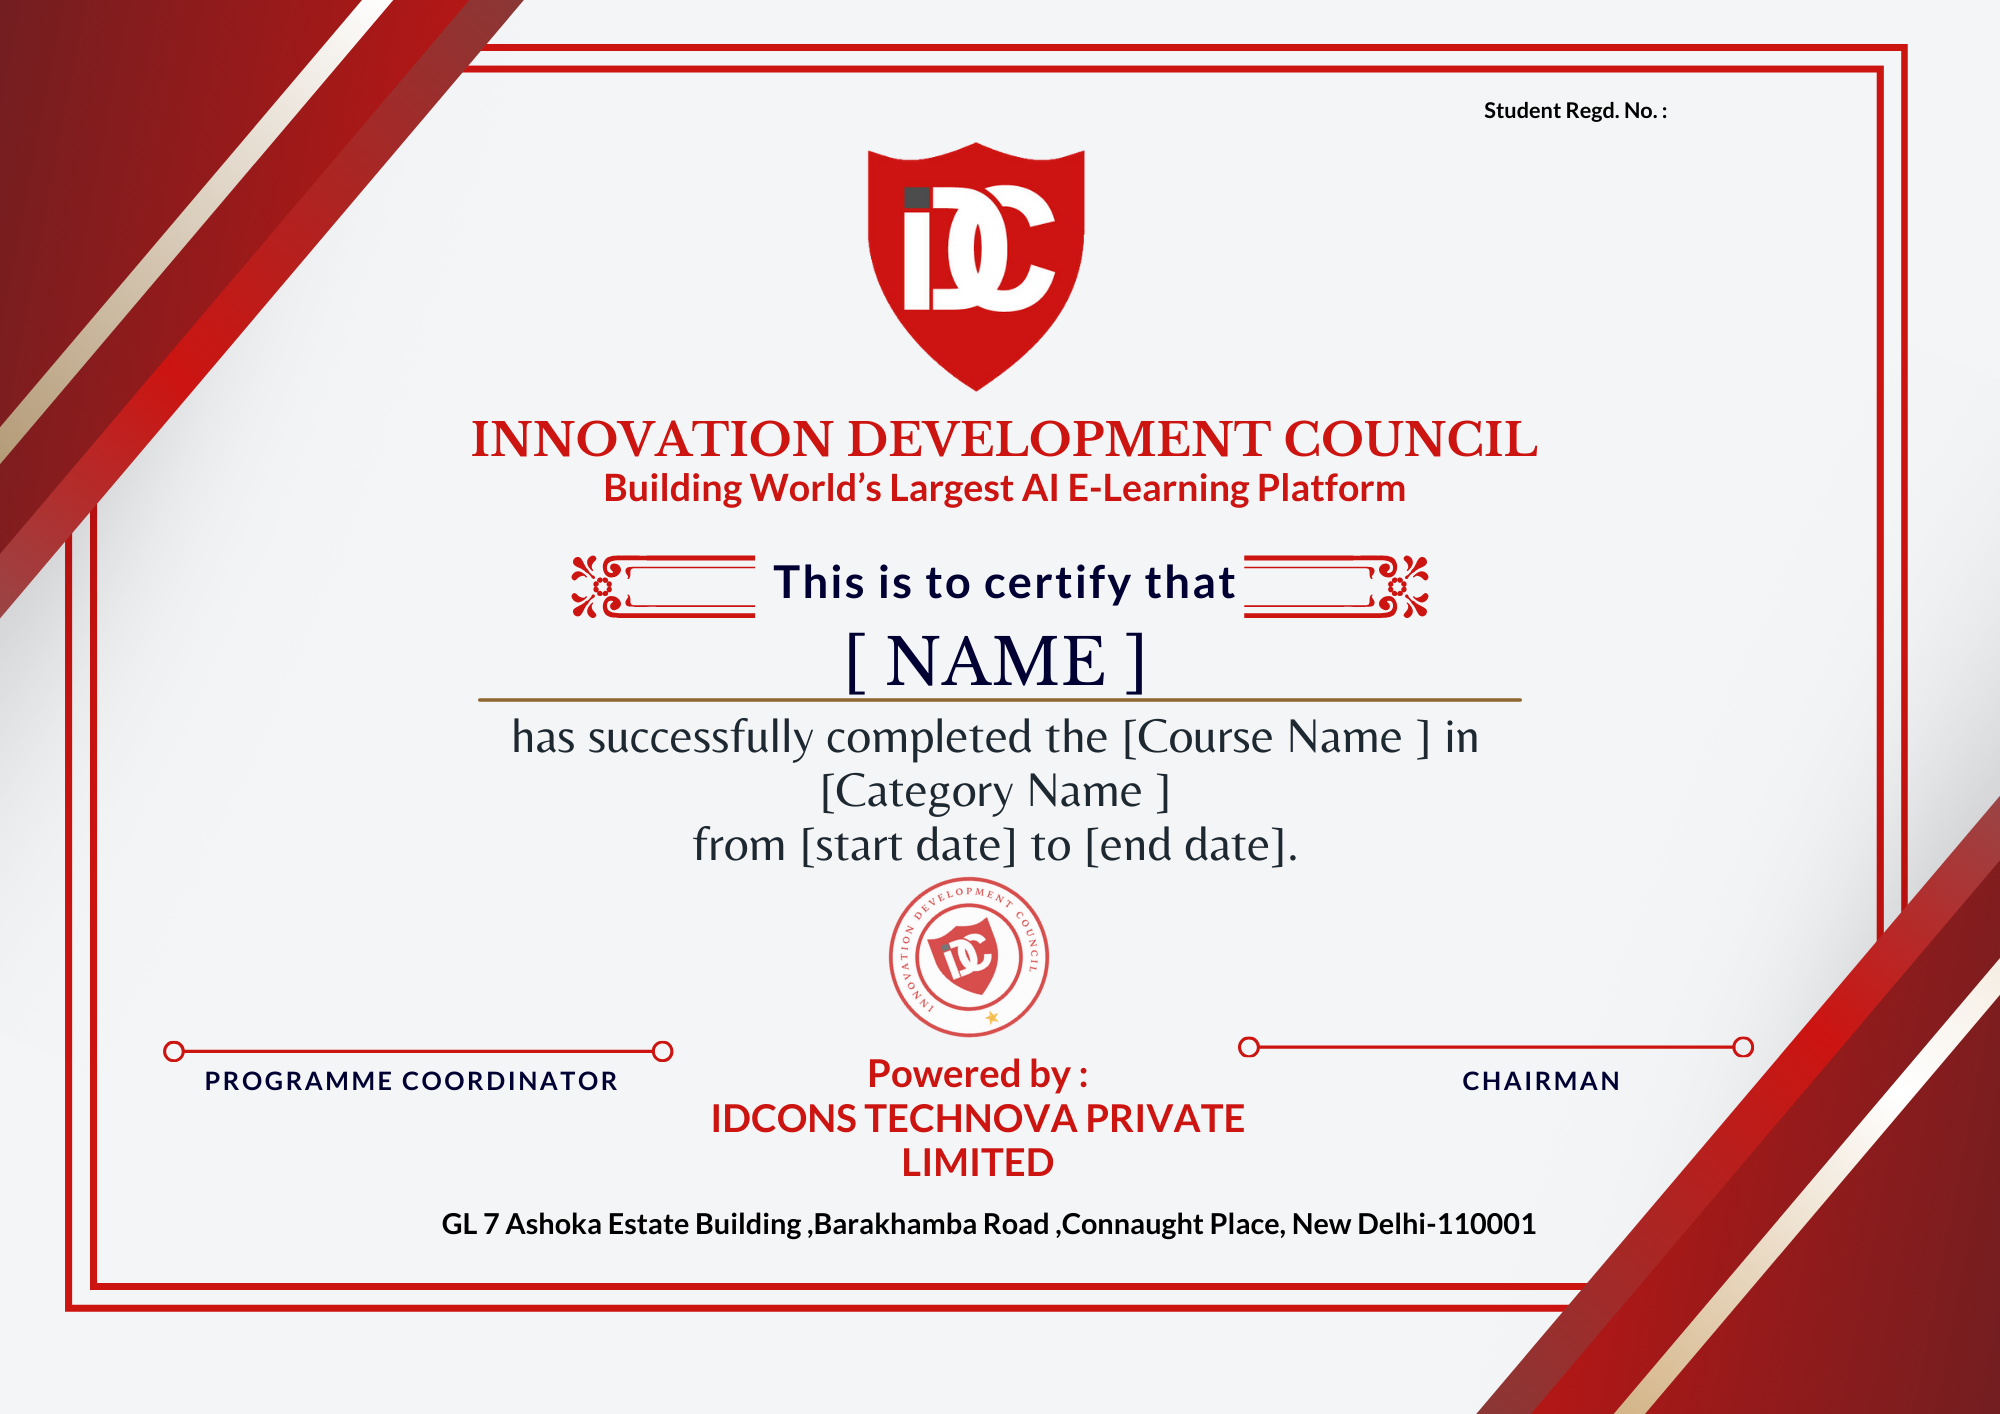 Student Regd. No. :
iDC
INNOVATION DEVELOPMENT COUNCIL
Building World’s Largest AI E-Learning Platform
This is to certify that
[ NAME ]
has successfully completed the [Course Name ] in
[Category Name ]
from [start date] to [end date].
INNOVATION DEVELOPMENT COUNCIL
iDC
PROGRAMME COORDINATOR
CHAIRMAN
Powered by :
IDCONS TECHNOVA PRIVATE
LIMITED
GL 7 Ashoka Estate Building ,Barakhamba Road ,Connaught Place, New Delhi-110001